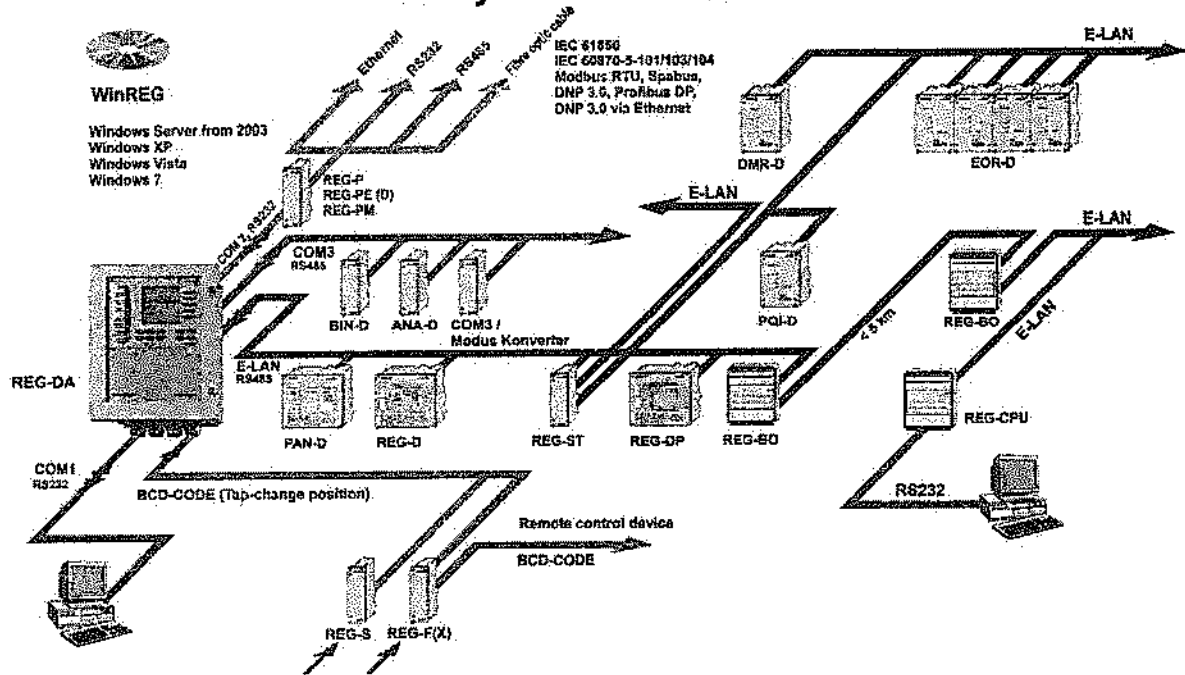 WinREG
Windows Server from 2003
Windows XP
Windows Vista
Windows 7
Ethernet
RS232
RS485
Fibre optic cable
IEC 61850
IEC 60870-5-101/103/104
Modbus RTU, Spabus,
DNP 3.0, Profibus DP,
DNP 3.0 via Ethernet
E-LAN
DMR-D
EOR-D
REG-P
REG-PE (D)
REG-PM
COM 2, RS232
E-LAN
E-LAN
COM3
RS485
BIN-D
ANA-D
COM3 /
Modus Konverter
PQI-D
< 5 km
REG-BO
E-LAN
REG-DA
E-LAN
RS485
PAN-D
REG-D
REG-ST
REG-DP
REG-BO
REG-CPU
COM1
RS232
BCD-CODE (Tap-change position)
RS232
Remote control device
BCD-CODE
REG-S
REG-F(X)